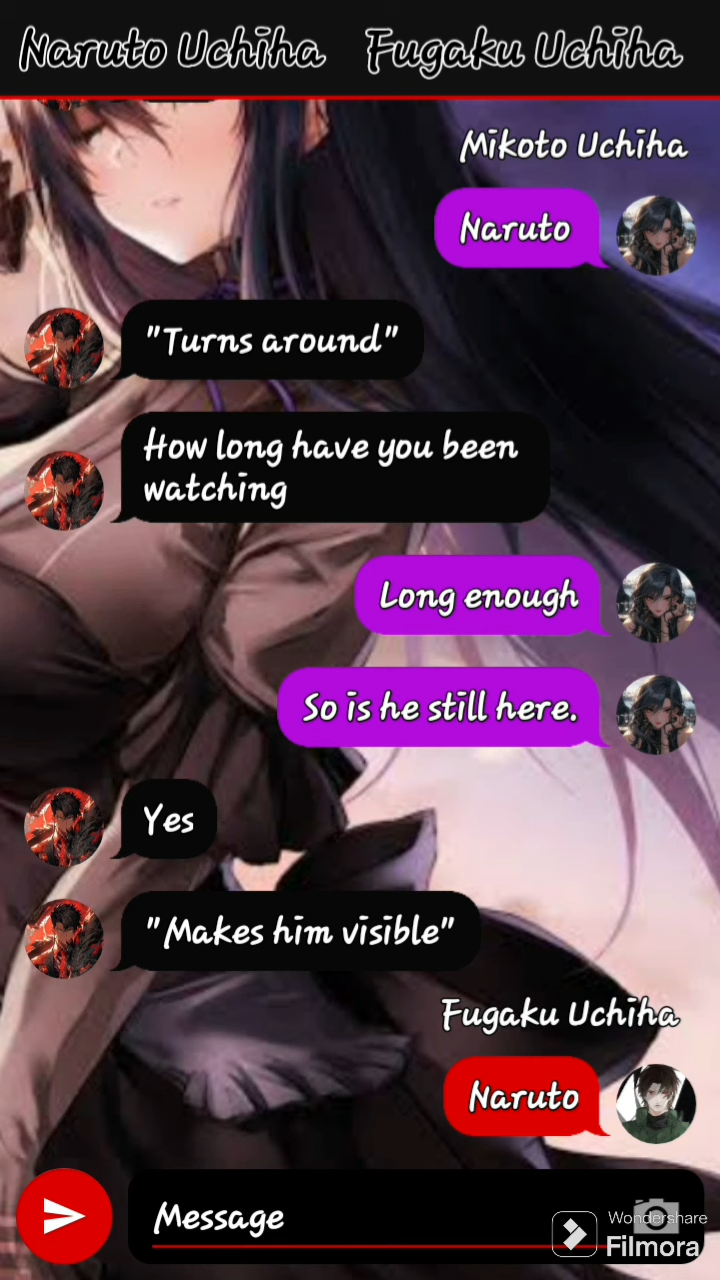 Naruto Uchiha Fugaku Uchiha
Mikoto Uchiha
Naruto
"Turns around"
How long have you been
watching
Long enough
So is he still here.
Yes
"Makes him visible"
Fugaku Uchiha
Naruto
Message
Wondershare
Filmora